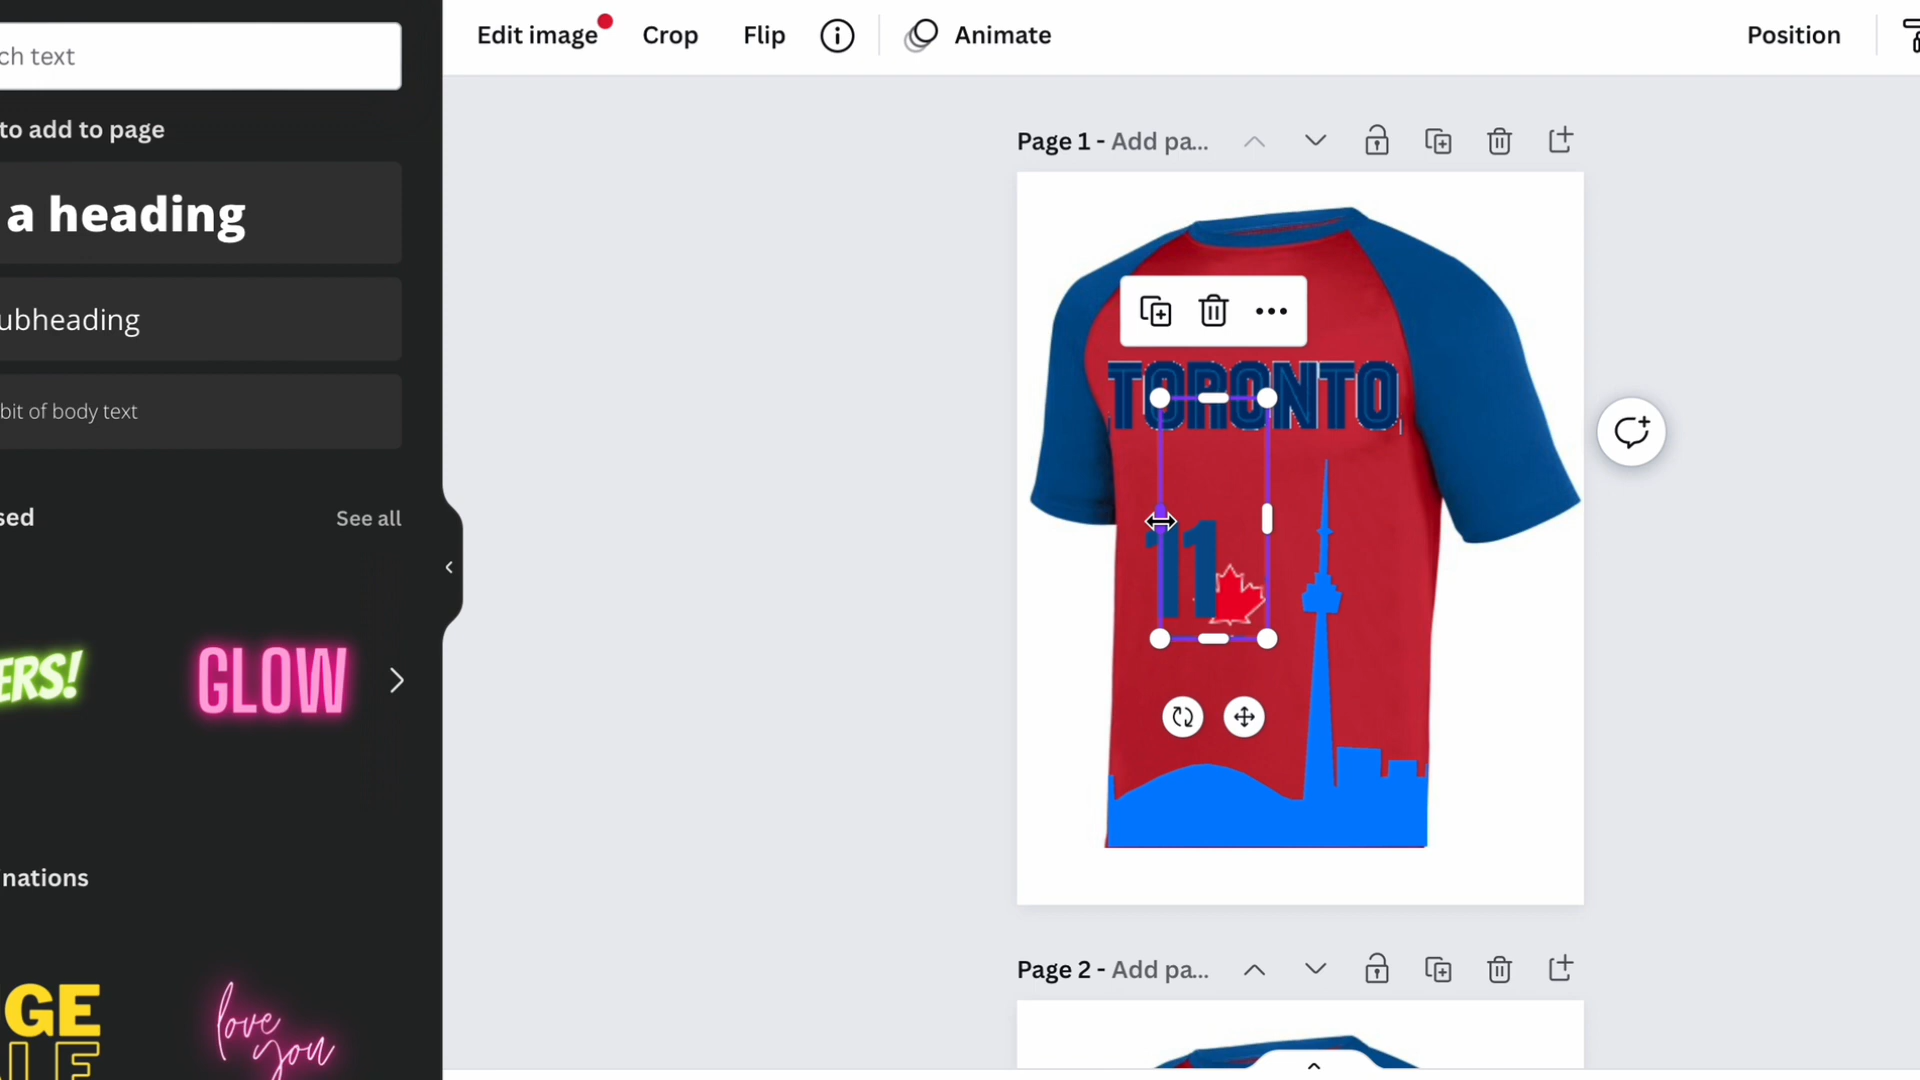 Edit image Crop Flip Animate Position
ch text
to add to page
a heading
ubheading
bit of body text
sed See all
ERS! GLOW
nations
GE
love
you
Page 1 - Add pa...
TORONTO
11
Page 2 - Add pa...